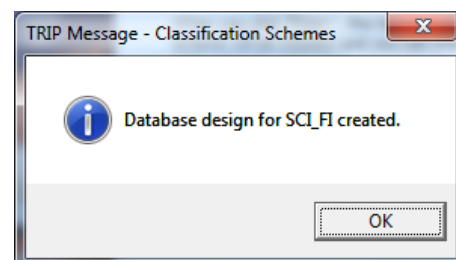 TRIP Message - Classification Schemes
Database design for SCI_FI created.
OK